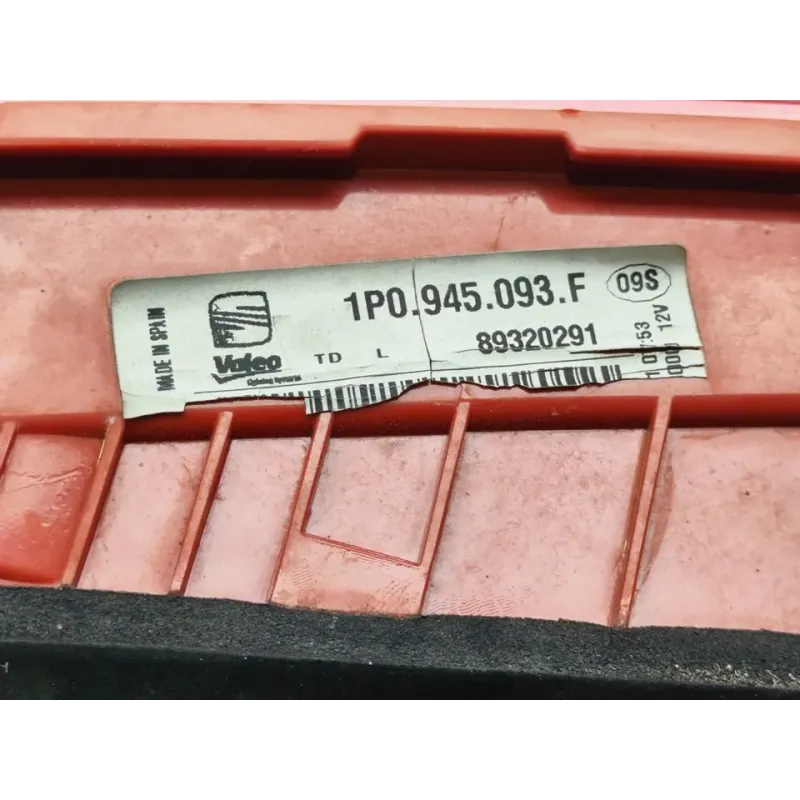 MADE IN SPAIN
1P0.945.093.F
09S
Valeo
TD L
89320291
12V